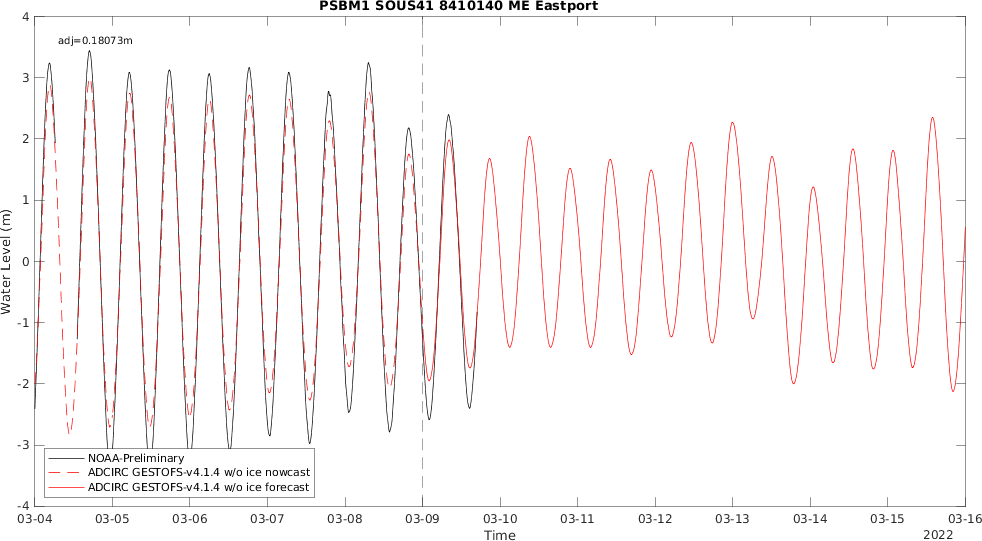 PSBM1 SOUS41 8410140 ME Eastport
adj=0.18073m
4
3
2
1
0
-1
-2
-3
-4
Water Level (m)
NOAA-Preliminary
ADCIRC GESTOFS-v4.1.4 w/o ice nowcast
ADCIRC GESTOFS-v4.1.4 w/o ice forecast
03-04 03-05 03-06 03-07 03-08 03-09 03-10 03-11 03-12 03-13 03-14 03-15 03-16
Time
2022